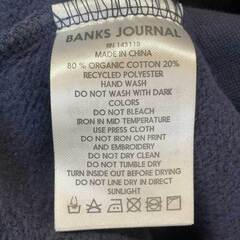 BANKS JOURNAL
RN 143119
MADE IN CHINA
80 % ORGANIC COTTON 20%
RECYCLED POLYESTER
HAND WASH
DO NOT WASH WITH DARK
COLORS
DO NOT BLEACH
IRON IN MID TEMPERATURE
USE PRESS CLOTH
DO NOT IRON ON PRINT
AND EMBROIDERY
DO NOT DRY CLEAN
DO NOT TUMBLE DRY
TURN INSIDE OUT BEFORE DRYING
DO NOT LINE DRY IN DIRECT
SUNLIGHT